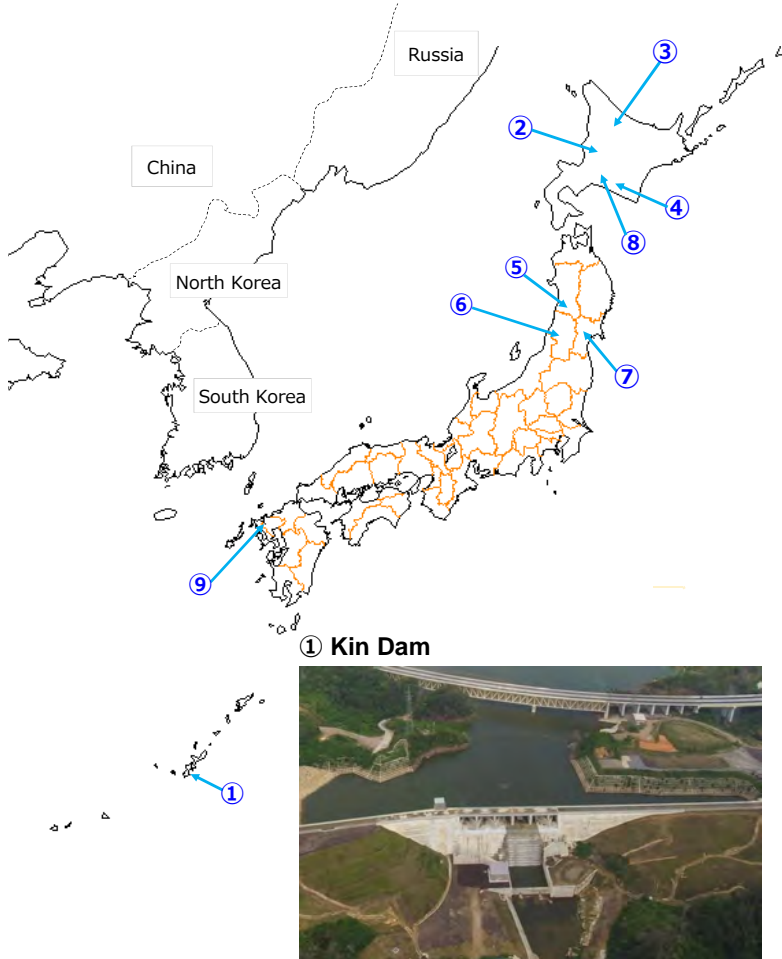 Russia
③
②
China
④
⑧
⑤
North Korea
⑥
⑦
South Korea
⑨
① Kin Dam
①